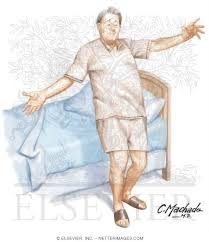 C. Machado
M.D.
ELSEVIER
© ELSEVIER, INC. – NETTERIMAGES.COM